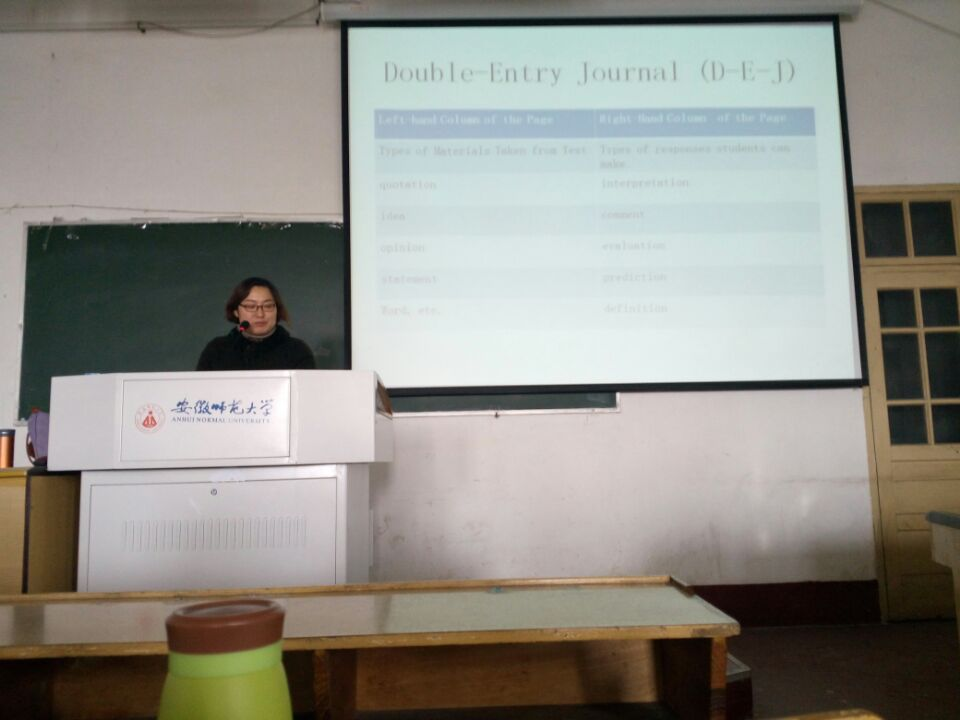 Double-Entry Journal (D-E-J)
Left-hand Column of the Page
Right-Hand Column of the Page
Types of Materials Taken from Text
Types of responses students can
make
quotation
interpretation
idea
comment
opinion
evaluation
statement
prediction
Word, etc.
definition
安徽师范大学
ANHUI NORMAL UNIVERSITY